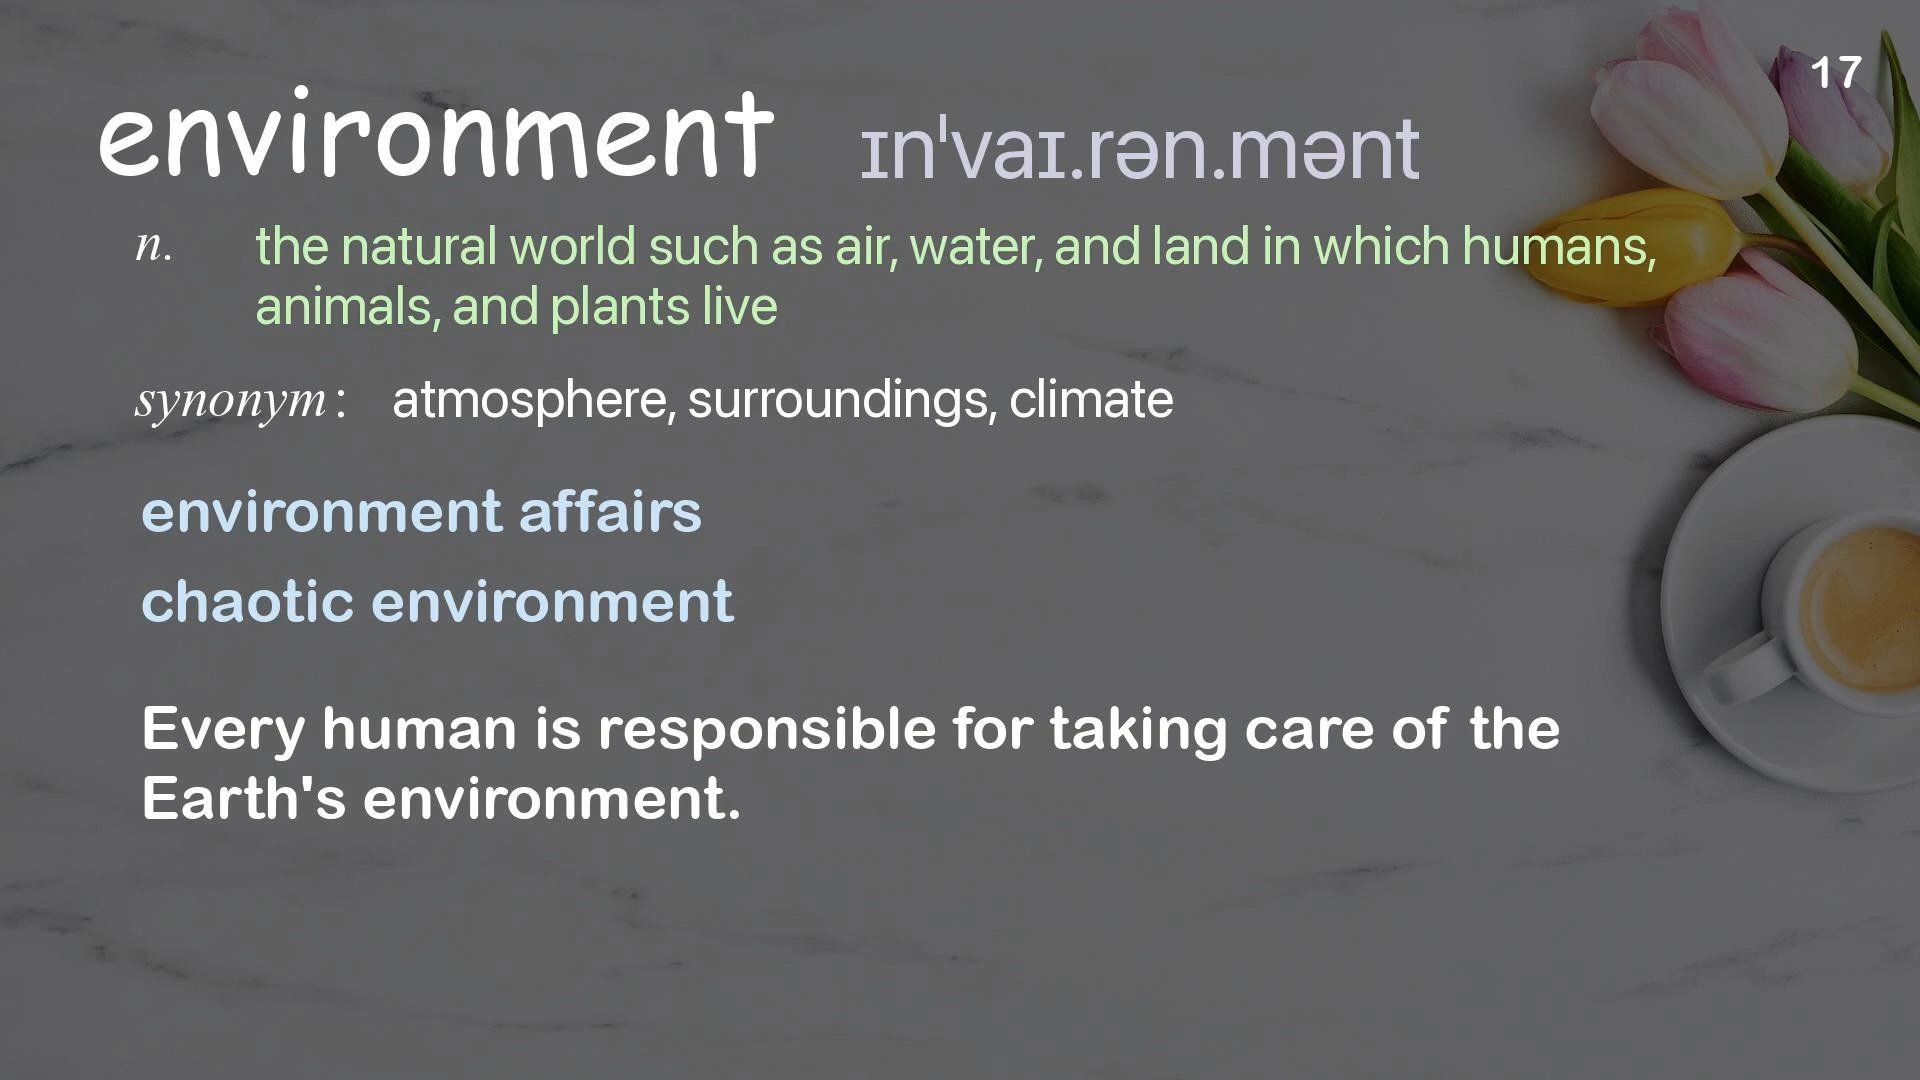 17
environment ɪnˈvaɪ.rən.mənt
n. the natural world such as air, water, and land in which humans,
animals, and plants live
synonym : atmosphere, surroundings, climate
environment affairs
chaotic environment
Every human is responsible for taking care of the
Earth's environment.